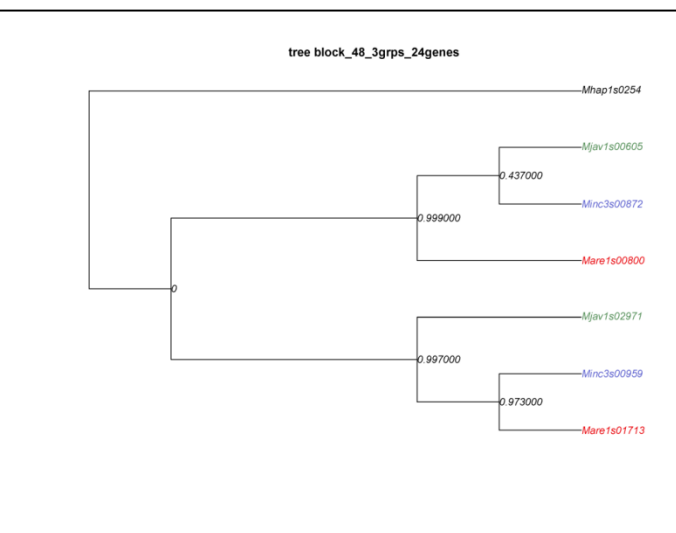 tree block_48_3grps_24genes
Mhap1s0254
Mjav1s00605
0.437000
Minc3s00872
0.999000
Mare1s00800
0
Mjav1s02971
0.997000
Minc3s00959
0.973000
Mare1s01713